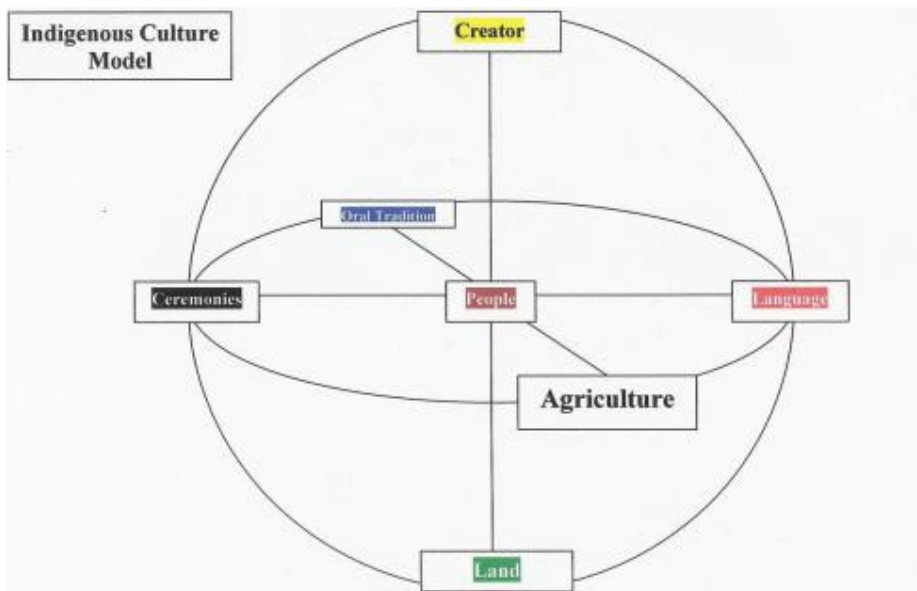 Indigenous Culture
Model
Creator
Oral Tradition
Ceremonies
People
Language
Agriculture
Land